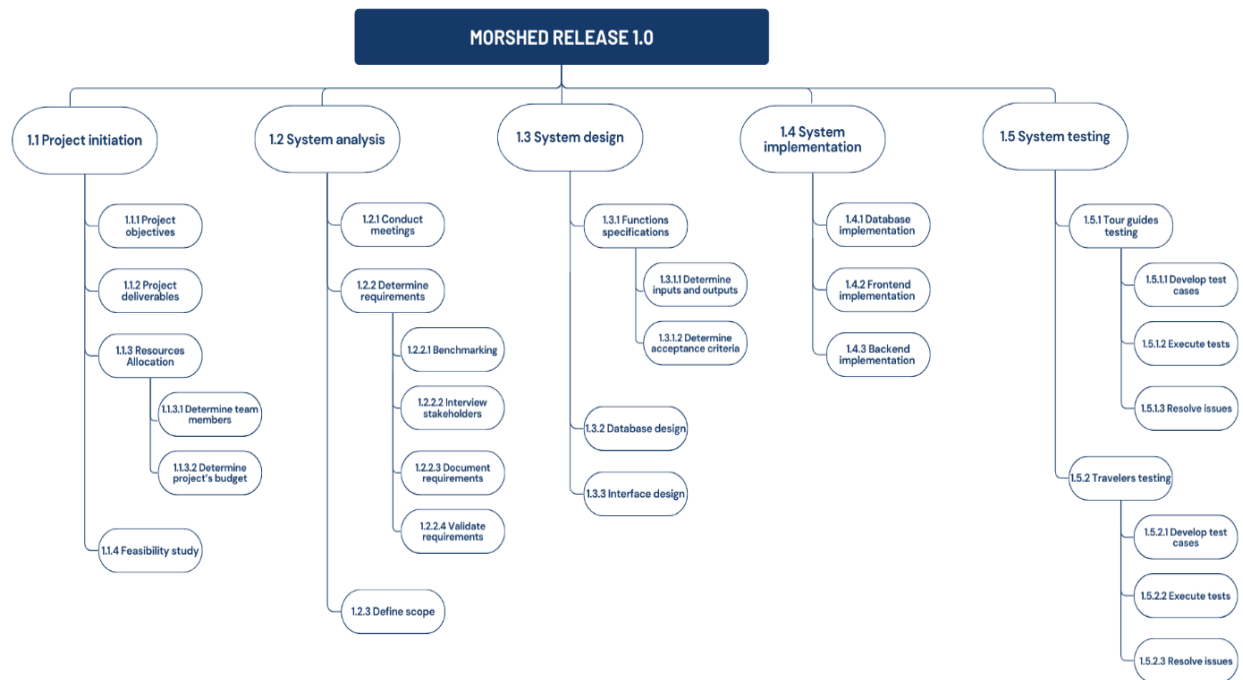 MORSHED RELEASE 1.0
1.1 Project initiation
1.1.1 Project
objectives
1.1.2 Project
deliverables
1.1.3 Resources
Allocation
1.1.3.1 Determine team
members
1.1.3.2 Determine
project's budget
1.1.4 Feasibility study
1.2 System analysis
1.2.1 Conduct
meetings
1.2.2 Determine
requirements
1.2.2.1 Benchmarking
1.2.2.2 Interview
stakeholders
1.2.2.3 Document
requirements
1.2.2.4 Validate
requirements
1.2.3 Define scope
1.3 System design
1.3.1 Functions
specifications
1.3.1.1 Determine
inputs and outputs
1.3.1.2 Determine
acceptance criteria
1.3.2 Database design
1.3.3 Interface design
1.4 System
implementation
1.4.1 Database
implementation
1.4.2 Frontend
implementation
1.4.3 Backend
implementation
1.5 System testing
1.5.1 Tour guides
testing
1.5.1.1 Develop test
cases
1.5.1.2 Execute tests
1.5.1.3 Resolve issues
1.5.2 Travelers testing
1.5.2.1 Develop test
cases
1.5.2.2 Execute tests
1.5.2.3 Resolve issues